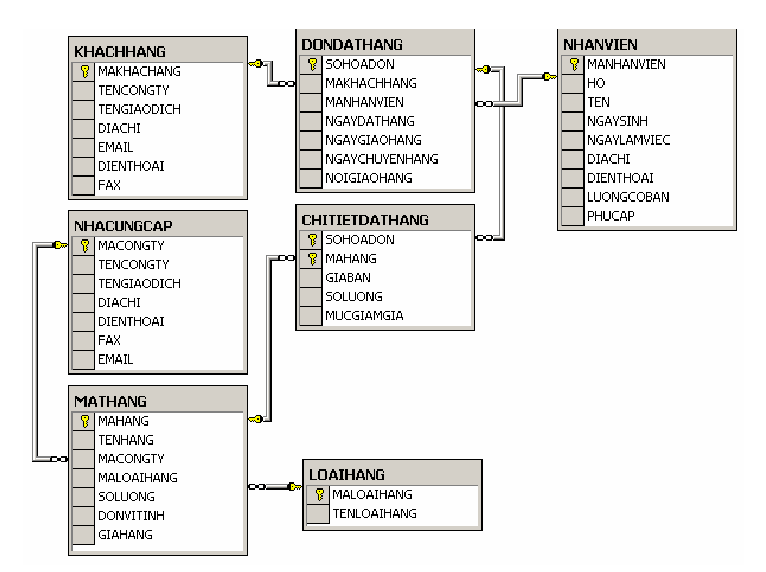 KHACHHANG
MAKHACHANG
TENCONGTY
TENGIAODICH
DIACHI
EMAIL
DIENTHOAI
FAX
DONDATHANG
SOHOADON
MAKHACHHANG
MANHANVIEN
NGAYDATHANG
NGAYGIAOHANG
NGAYCHUYENHANG
NOIGIAOHANG
NHANVIEN
MANHANVIEN
HO
TEN
NGAYSINH
NGAYLAMVIEC
DIACHI
DIENTHOAI
LUONGCOBAN
PHUCAP
NHACUNGCAP
MACONGTY
TENCONGTY
TENGIAODICH
DIACHI
DIENTHOAI
FAX
EMAIL
CHITIETDATHANG
SOHOADON
MAHANG
GIABAN
SOLUONG
MUCGIAMGIA
MATHANG
MAHANG
TENHANG
MACONGTY
MALOAIHANG
SOLUONG
DONVITINH
GIAHANG
LOAIHANG
MALOAIHANG
TENLOAIHANG